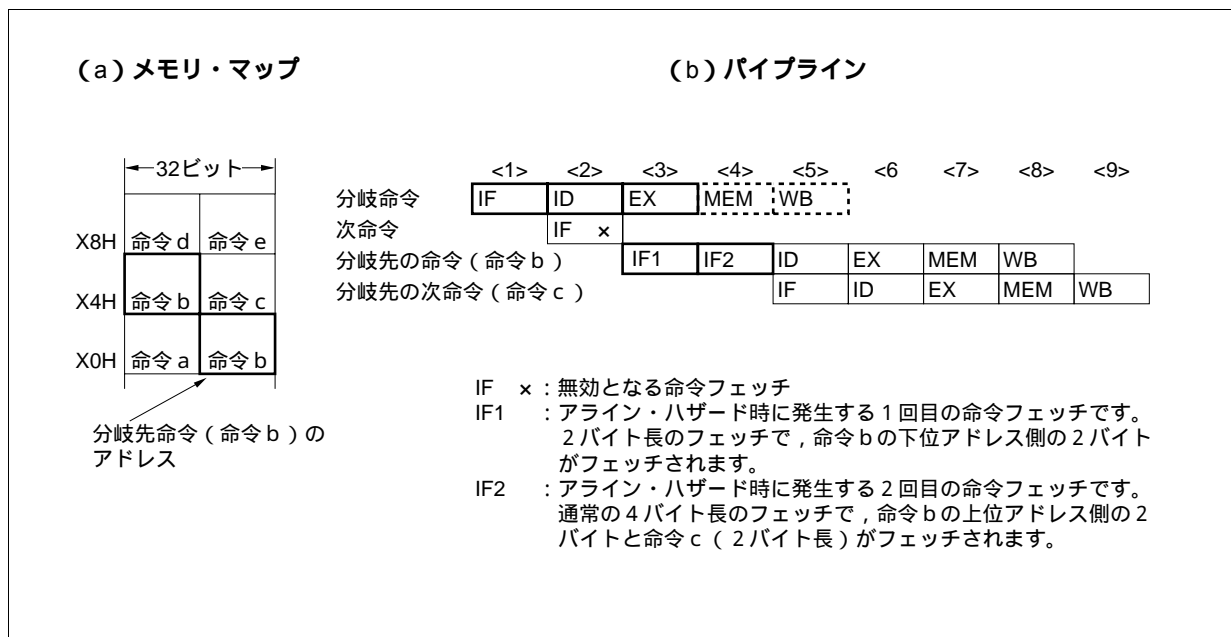 （a）メモリ・マップ
（b）パイプライン
32ビット
X8H 命令d 命令e
X4H 命令b 命令c
X0H 命令a 命令b
分岐先命令（命令b）の
アドレス
<1> <2> <3> <4> <5> <6 <7> <8> <9>
分岐命令 IF ID EX MEM WB
次命令 IF ×
分岐先の命令（命令b） IF1 IF2 ID EX MEM WB
分岐先の次命令（命令c） IF ID EX MEM WB
IF ×：無効となる命令フェッチ
IF1 ：アライン・ハザード時に発生する1回目の命令フェッチです。
2バイト長のフェッチで，命令bの下位アドレス側の2バイト
がフェッチされます。
IF2 ：アライン・ハザード時に発生する2回目の命令フェッチです。
通常の4バイト長のフェッチで，命令bの上位アドレス側の2
バイトと命令c（2バイト長）がフェッチされます。